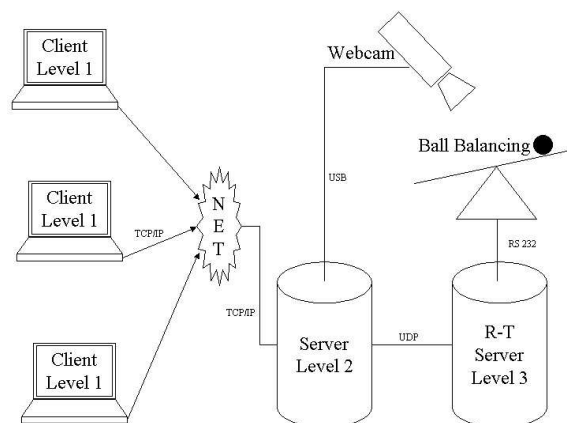 Client
Level 1
Webcam
Ball Balancing
Client
Level 1
N
E
T
USB
TCP/IP
RS 232
TCP/IP
Server
Level 2
UDP
R-T
Server
Level 3
Client
Level 1